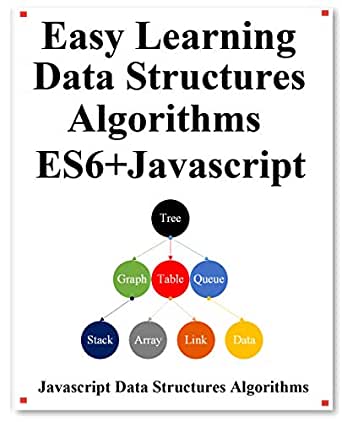 Easy Learning
Data Structures
Algorithms
ES6+Javascript
Tree
Graph Table Queue
Stack Array Link Data
Javascript Data Structures Algorithms